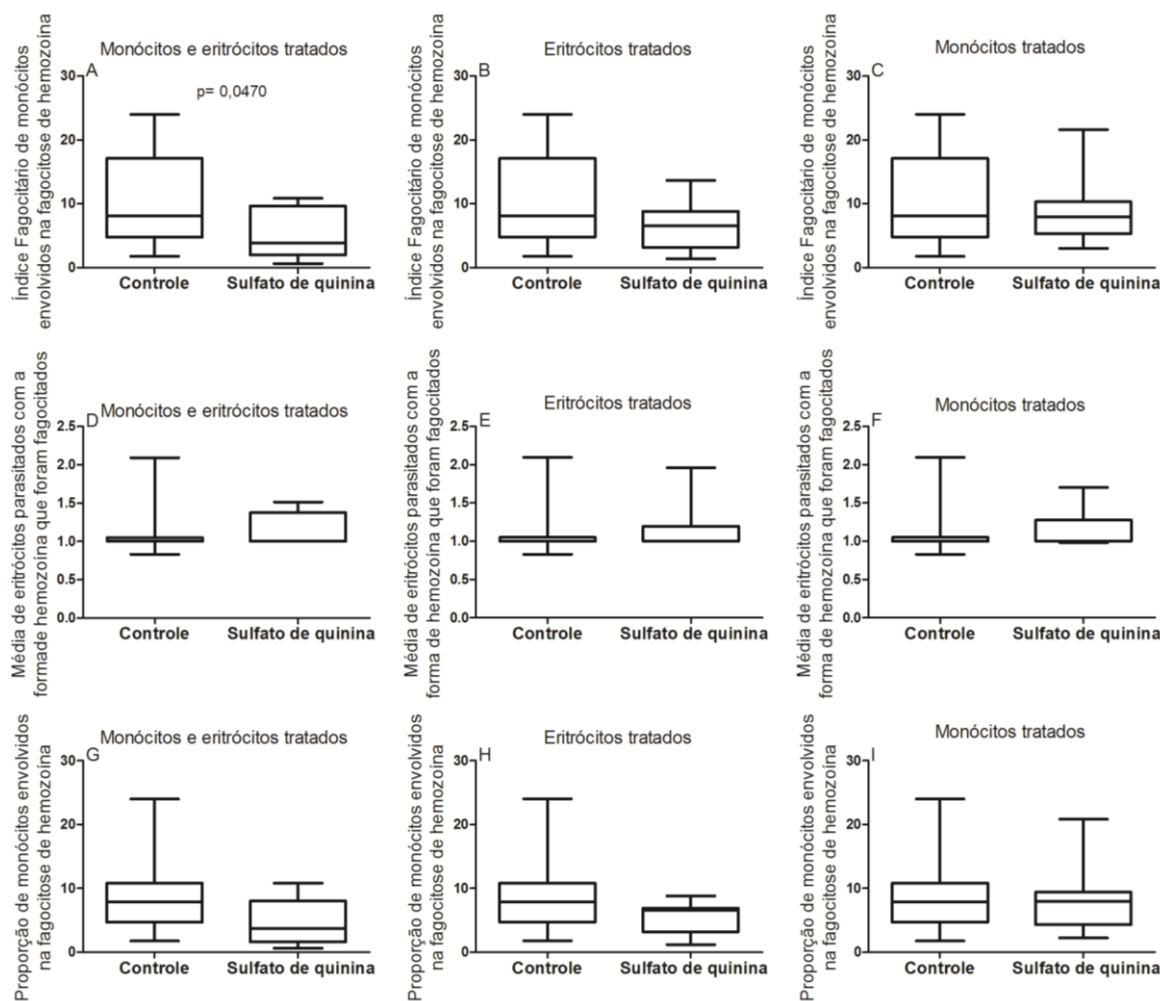 Monócitos e eritrócitos tratados
Eritrócitos tratados
Monócitos tratados
A
B
C
p= 0,0470
Índice Fagocitário de monócitos
envolvidos na fagocitose de hemozoína
30
20
10
0
Controle
Sulfato de quinina
Índice Fagocitário de monócitos
envolvidos na fagocitose de hemozoína
30
20
10
0
Controle
Sulfato de quinina
Índice Fagocitário de monócitos
envolvidos na fagocitose de hemozoína
30
20
10
0
Controle
Sulfato de quinina
Monócitos e eritrócitos tratados
Eritrócitos tratados
Monócitos tratados
D
E
F
Média de eritrócitos parasitados com a
formade hemozoína que foram fagocitados
2.5
2.0
1.5
1.0
0.5
0.0
Controle
Sulfato de quinina
Média de eritrócitos parasitados com a
forma de hemozoína que foram fagocitados
2.5
2.0
1.5
1.0
0.5
0.0
Controle
Sulfato de quinina
Média de eritrócitos parasitados com a
forma de hemozoína que foram fagocitados
2.5
2.0
1.5
1.0
0.5
0.0
Controle
Sulfato de quinina
Monócitos e eritrócitos tratados
Eritrócitos tratados
Monócitos tratados
G
H
I
Proporção de monócitos envolvidos
na fagocitose de hemozoína
30
20
10
0
Controle
Sulfato de quinina
Proporção de monócitos envolvidos
na fagocitose de hemozoína
30
20
10
0
Controle
Sulfato de quinina
Proporção de monócitos envolvidos
na fagocitose de hemozoína
30
20
10
0
Controle
Sulfato de quinina